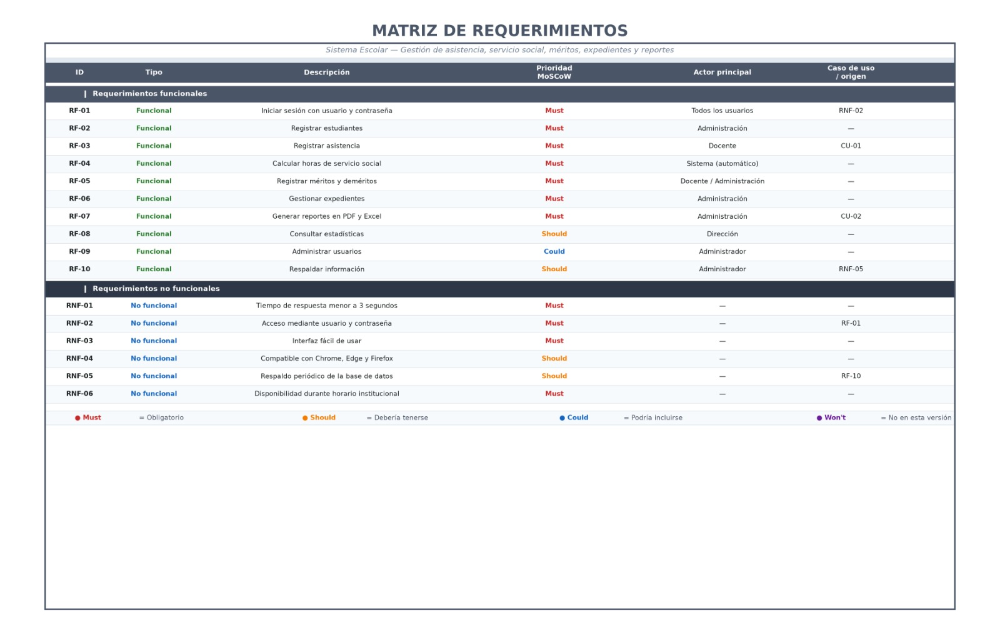 MATRIZ DE REQUERIMIENTOS
Sistema Escolar — Gestión de asistencia, servicio social, méritos, expedientes y reportes
ID Tipo Descripción Prioridad MoSCoW Actor principal Caso de uso / origen
| Requerimientos funcionales
RF-01 Funcional Iniciar sesión con usuario y contraseña Must Todos los usuarios RNF-02
RF-02 Funcional Registrar estudiantes Must Administración —
RF-03 Funcional Registrar asistencia Must Docente CU-01
RF-04 Funcional Calcular horas de servicio social Must Sistema (automático) —
RF-05 Funcional Registrar méritos y deméritos Must Docente / Administración —
RF-06 Funcional Gestionar expedientes Must Administración —
RF-07 Funcional Generar reportes en PDF y Excel Must Administración CU-02
RF-08 Funcional Consultar estadísticas Should Dirección —
RF-09 Funcional Administrar usuarios Could Administrador —
RF-10 Funcional Respaldar información Should Administrador RNF-05
| Requerimientos no funcionales
RNF-01 No funcional Tiempo de respuesta menor a 3 segundos Must — —
RNF-02 No funcional Acceso mediante usuario y contraseña Must — RF-01
RNF-03 No funcional Interfaz fácil de usar Must — —
RNF-04 No funcional Compatible con Chrome, Edge y Firefox Should — —
RNF-05 No funcional Respaldo periódico de la base de datos Should — RF-10
RNF-06 No funcional Disponibilidad durante horario institucional Must — —
● Must = Obligatorio ● Should = Debería tenerse ● Could = Podría incluirse ● Won't = No en esta versión